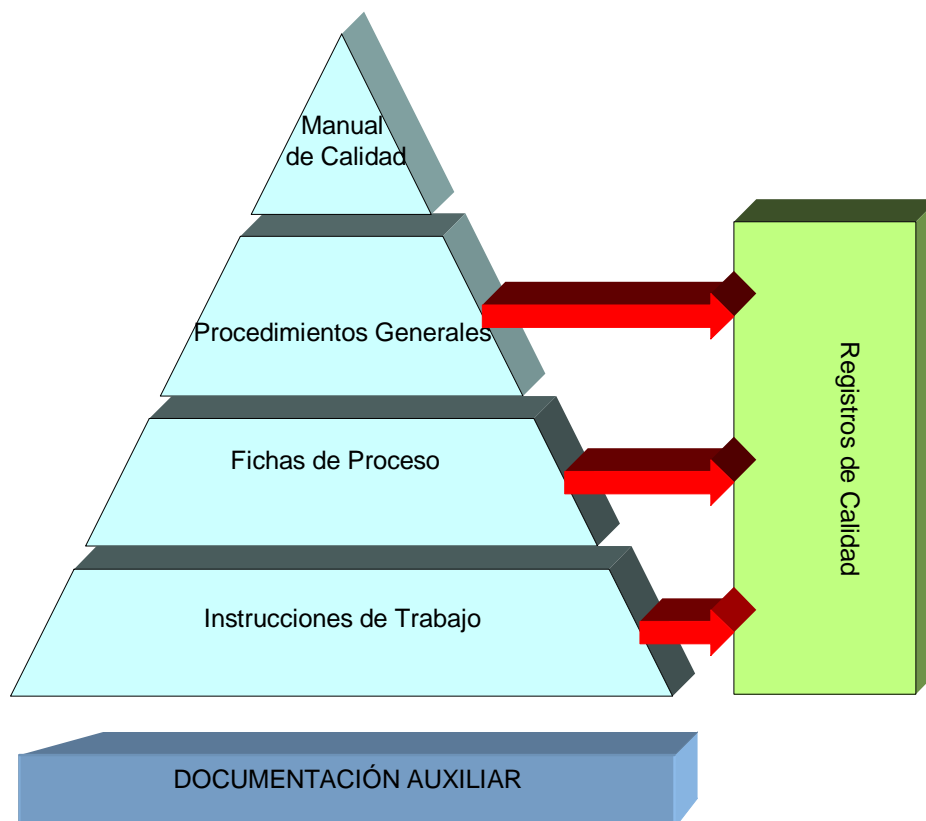 Manual
de Calidad
Procedimientos Generales
Fichas de Proceso
Instrucciones de Trabajo
Registros de Calidad
DOCUMENTACIÓN AUXILIAR